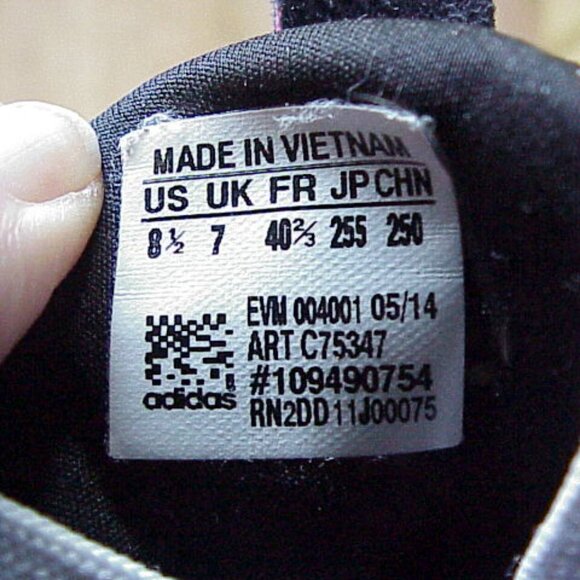 MADE IN VIETNAM
US UK FR JP CHN
8½ 7 40⅔ 255 250
EVM 004001 05/14
ART C75347
#109490754
8
adidas RN2DD11J00075